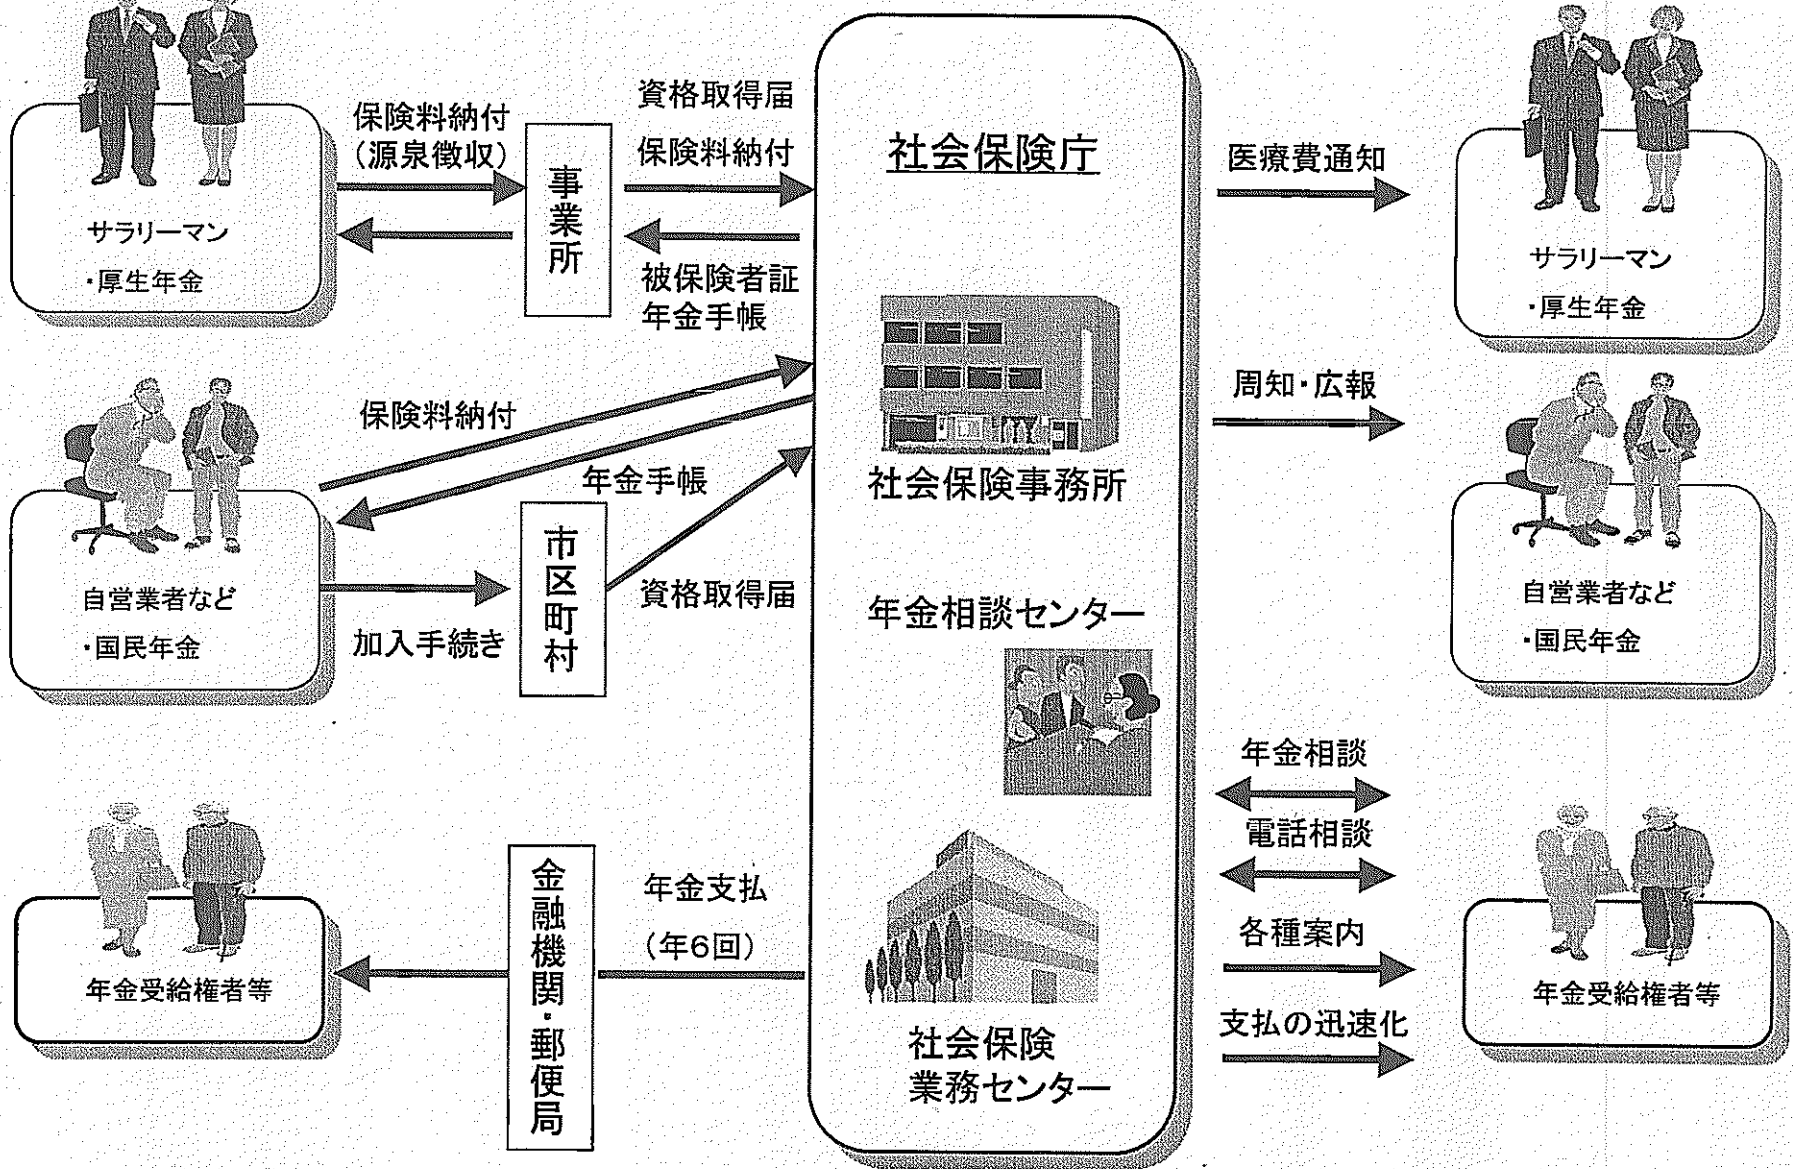 保険料納付
(源泉徴収)
サラリーマン
・厚生年金
事業所
資格取得届
保険料納付
被保険者証
年金手帳
保険料納付
年金手帳
自営業者など
・国民年金
加入手続き
市区町村
資格取得届
年金受給権者等
金融機関・郵便局
年金支払
(年6回)
社会保険庁
社会保険事務所
年金相談センター
社会保険
業務センター
医療費通知
サラリーマン
・厚生年金
周知・広報
自営業者など
・国民年金
年金相談
電話相談
各種案内
支払の迅速化
年金受給権者等